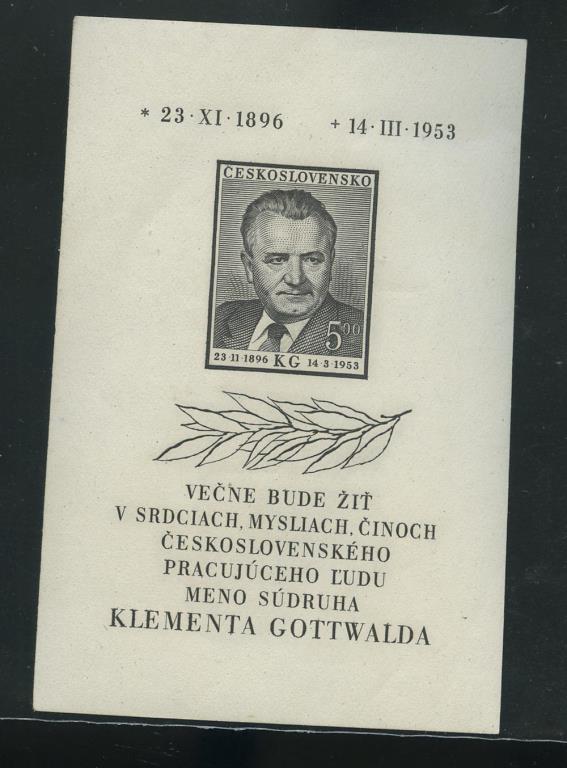 * 23·XI·1896 + 14·III·1953
ČESKOSLOVENSKO
5 00
23·11·1896 KG 14·3·1953
VEČNE BUDE ŽIŤ
V SRDCIACH, MYSLIACH, ČINOCH
ČESKOSLOVENSKÉHO
PRACUJÚCEHO ĽUDU
MENO SÚDRUHA
KLEMENTA GOTTWALDA